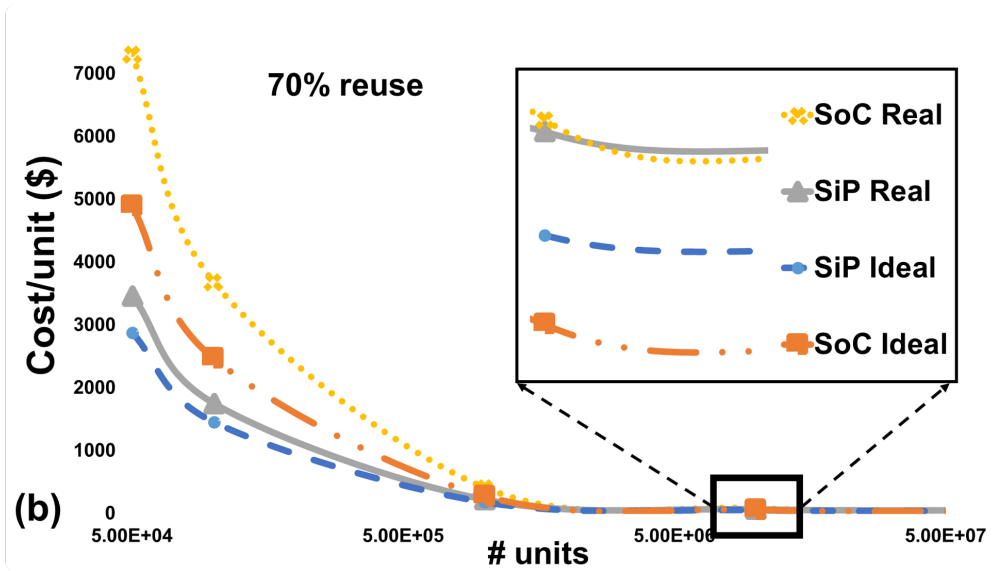 7000
70% reuse
SoC Real
6000
5000
SiP Real
4000
SiP Ideal
3000
SoC Ideal
2000
1000
0
Cost/unit ($)
(b)
5.00E+04
5.00E+05
5.00E+06
5.00E+07
# units